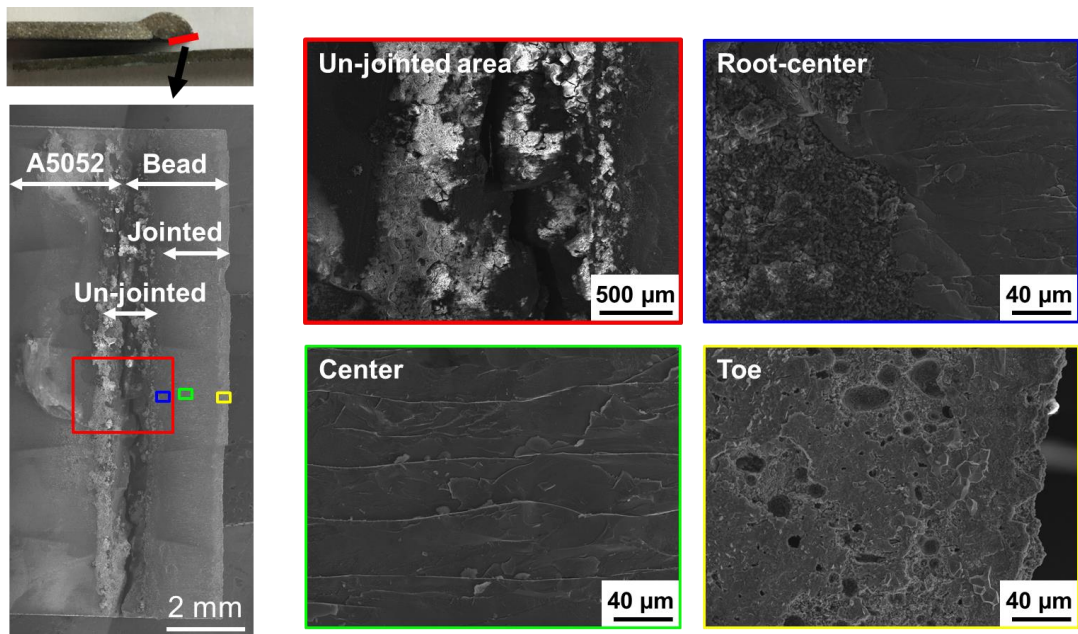 A5052
Bead
Jointed
Un-jointed
2 mm
Un-jointed area
500 µm
Root-center
40 µm
Center
40 µm
Toe
40 µm